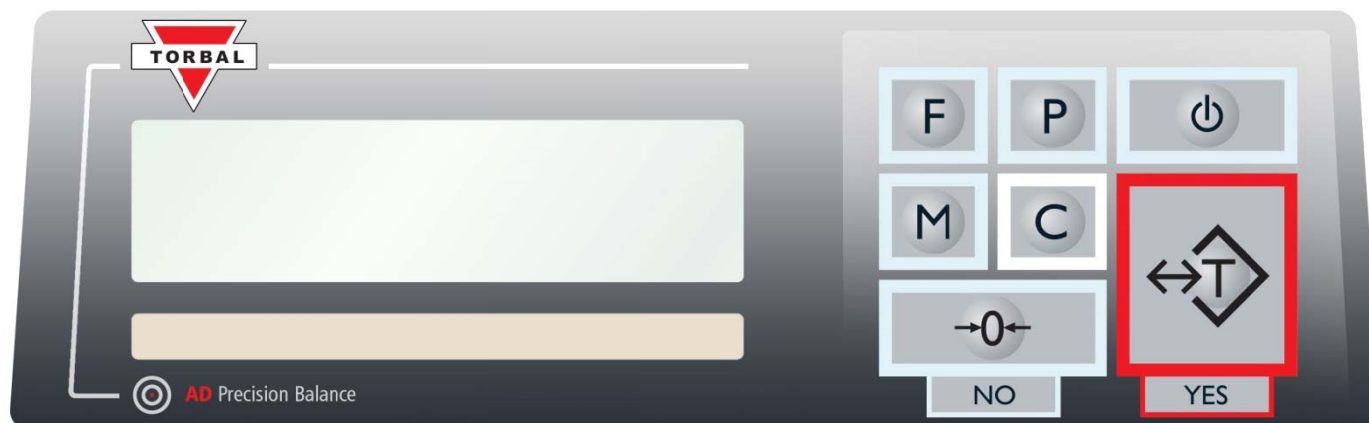 TORBAL
F P
M C
T
→0←
NO YES
AD Precision Balance